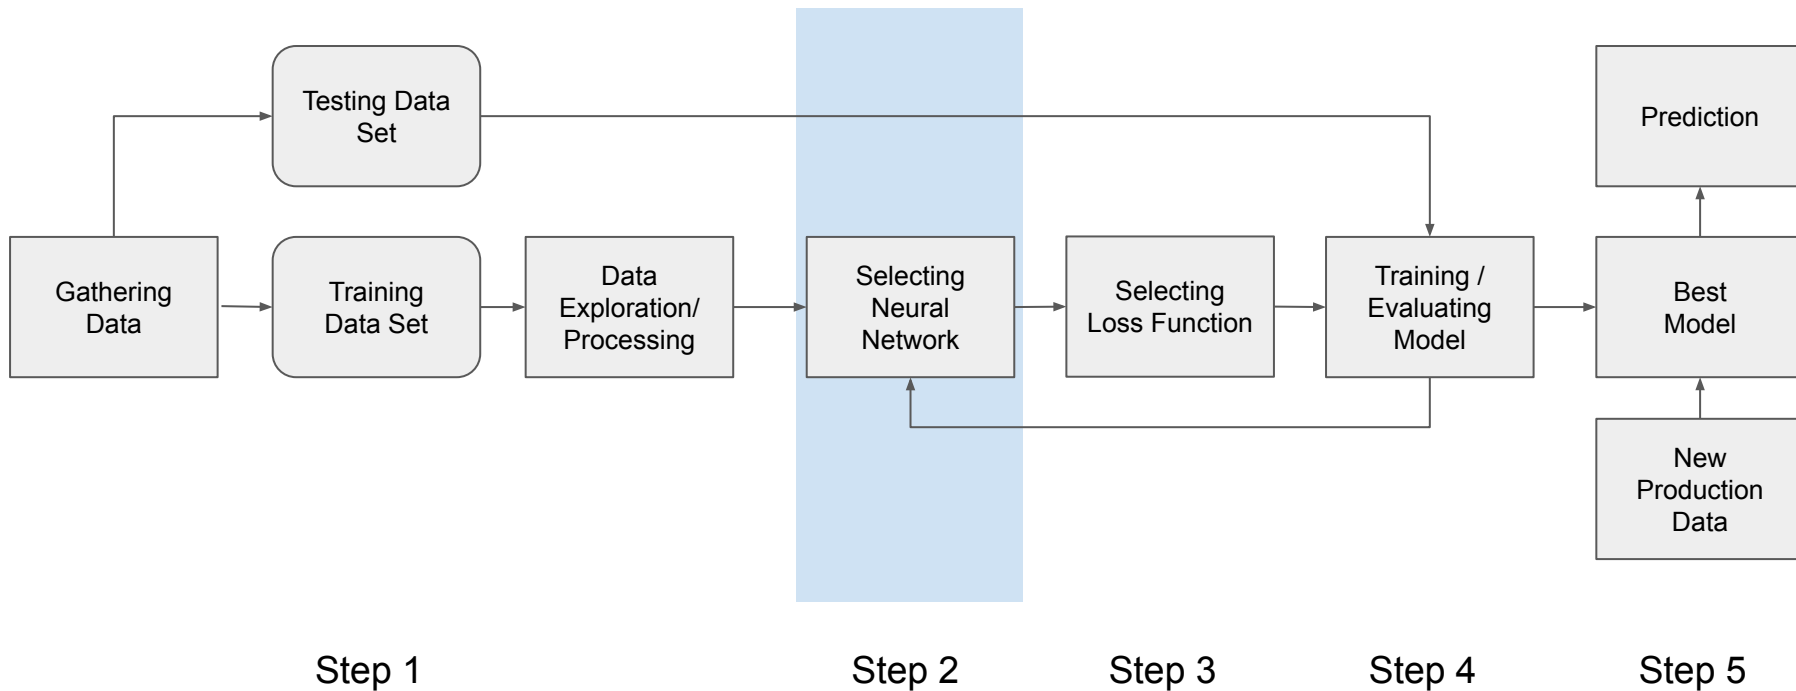 Testing Data
Set
Prediction
Gathering
Data
Training
Data Set
Data
Exploration/
Processing
Selecting
Neural
Network
Selecting
Loss Function
Training /
Evaluating
Model
Best
Model
New
Production
Data
Step 1
Step 2
Step 3
Step 4
Step 5